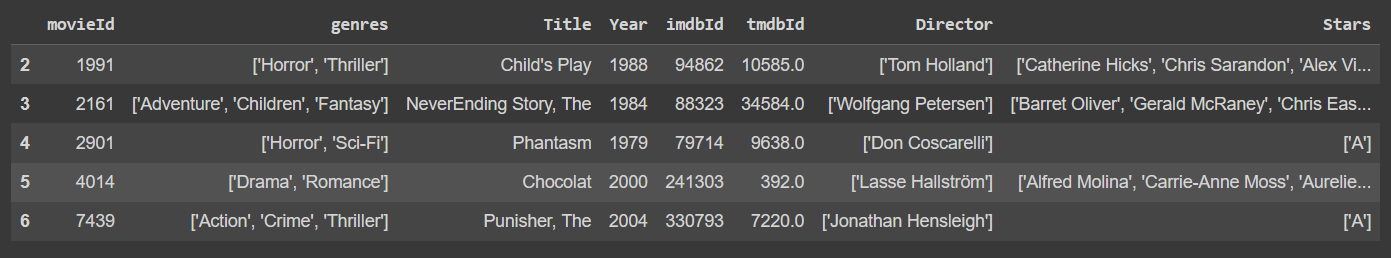 movieId genres Title Year imdbId tmdbId Director Stars
2 1991 ['Horror', 'Thriller'] Child's Play 1988 94862 10585.0 ['Tom Holland'] ['Catherine Hicks', 'Chris Sarandon', 'Alex Vi...
3 2161 ['Adventure', 'Children', 'Fantasy'] NeverEnding Story, The 1984 88323 34584.0 ['Wolfgang Petersen'] ['Barret Oliver', 'Gerald McRaney', 'Chris Eas...
4 2901 ['Horror', 'Sci-Fi'] Phantasm 1979 79714 9638.0 ['Don Coscarelli'] ['A']
5 4014 ['Drama', 'Romance'] Chocolat 2000 241303 392.0 ['Lasse Hallström'] ['Alfred Molina', 'Carrie-Anne Moss', 'Aurelie...
6 7439 ['Action', 'Crime', 'Thriller'] Punisher, The 2004 330793 7220.0 ['Jonathan Hensleigh'] ['A']